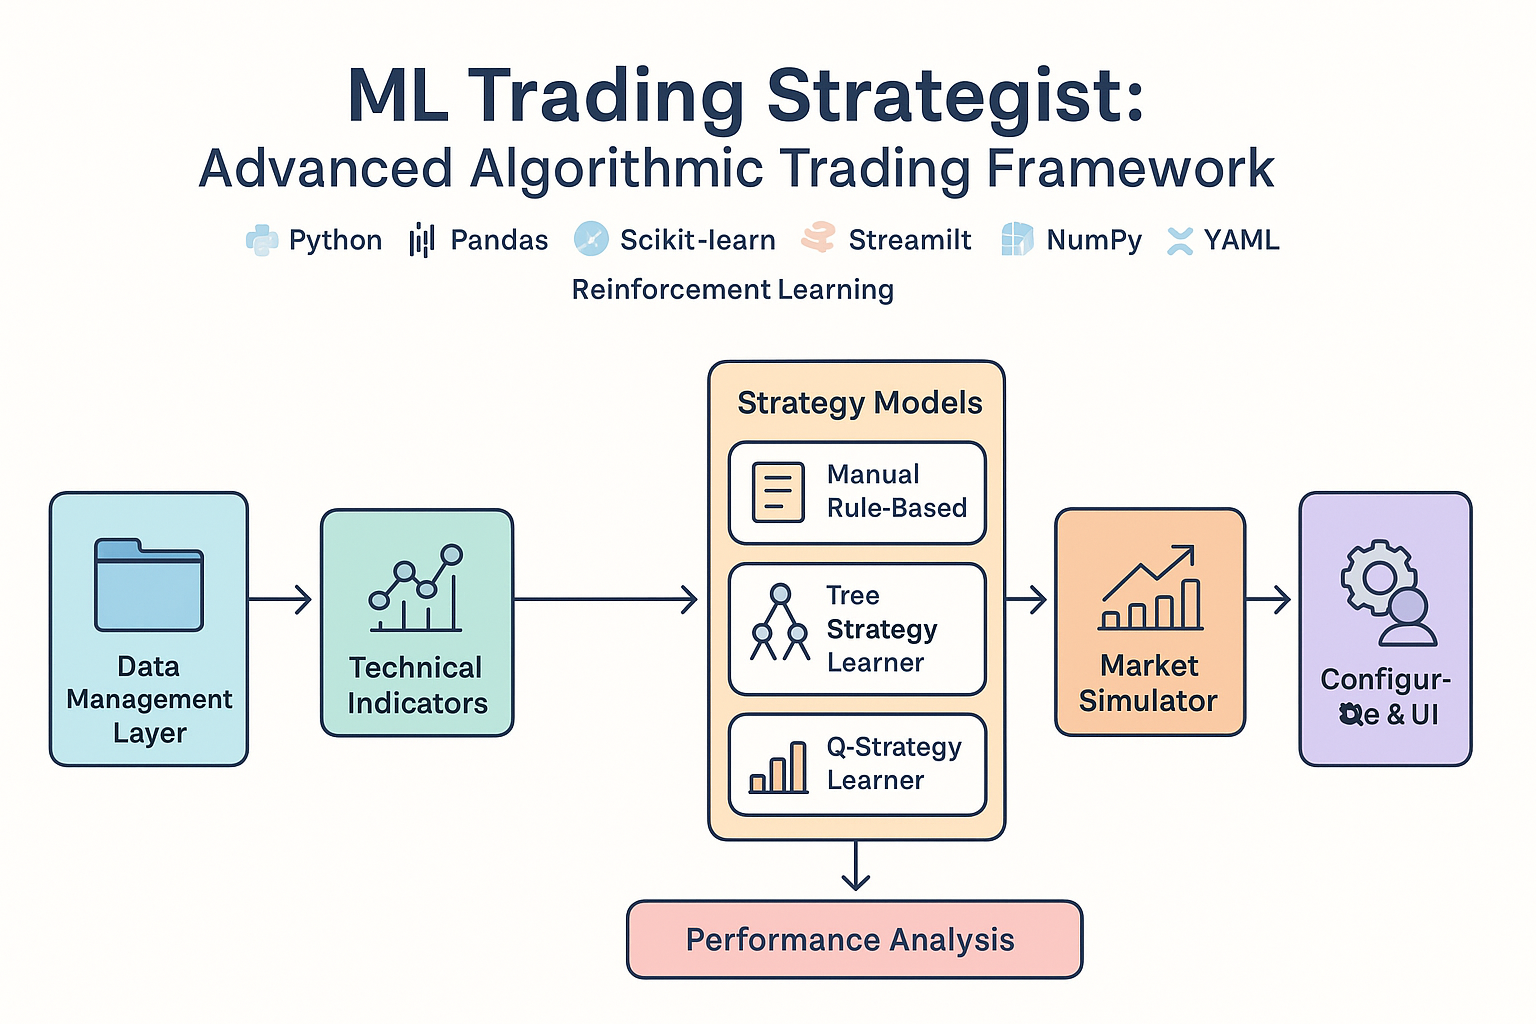 ML Trading Strategist:
Advanced Algorithmic Trading Framework
Python Pandas Scikit-learn Streamilt NumPy YAML
Reinforcement Learning
Strategy Models
Manual
Rule-Based
Tree
Strategy
Learner
Q-Strategy
Learner
Data
Management
Layer
Technical
Indicators
Market
Simulator
Configur-
& UI
Performance Analysis